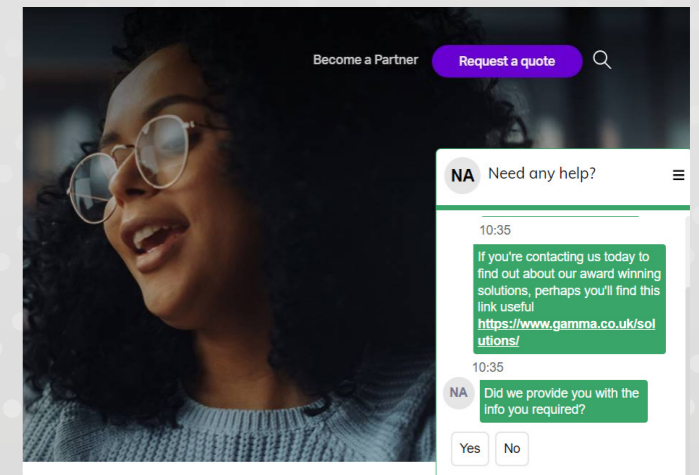 Become a Partner
Request a quote
NA
Need any help?
10:35
If you're contacting us today to
find out about our award winning
solutions, perhaps you'll find this
link useful
https://www.gamma.co.uk/sol
utions/
10:35
NA
Did we provide you with the
info you required?
Yes
No